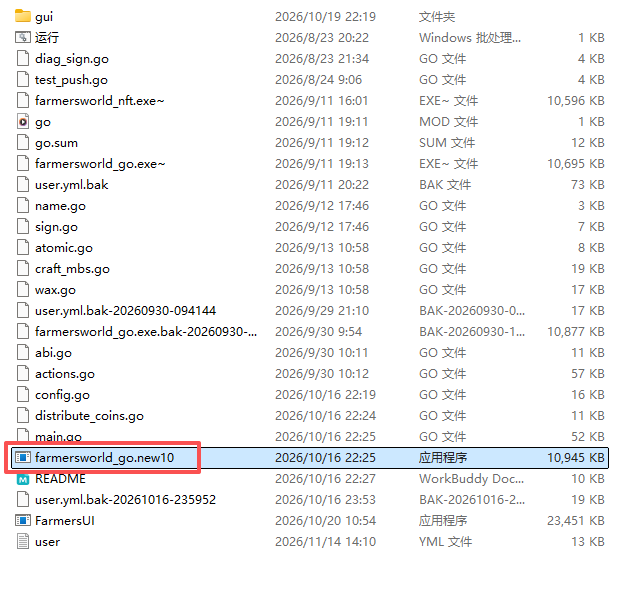 gui 2026/10/19 22:19 文件夹
运行 2026/8/23 20:22 Windows 批处理... 1 KB
diag_sign.go 2026/8/23 21:34 GO 文件 4 KB
test_push.go 2026/8/24 9:06 GO 文件 4 KB
farmersworld_nft.exe~ 2026/9/11 16:01 EXE~ 文件 10,596 KB
go 2026/9/11 19:11 MOD 文件 1 KB
go.sum 2026/9/11 19:12 SUM 文件 12 KB
farmersworld_go.exe~ 2026/9/11 19:13 EXE~ 文件 10,695 KB
user.yml.bak 2026/9/11 20:22 BAK 文件 73 KB
name.go 2026/9/12 17:46 GO 文件 3 KB
sign.go 2026/9/12 17:46 GO 文件 7 KB
atomic.go 2026/9/13 10:58 GO 文件 8 KB
craft_mbs.go 2026/9/13 10:58 GO 文件 19 KB
wax.go 2026/9/13 10:58 GO 文件 17 KB
user.yml.bak-20260930-094144 2026/9/29 21:10 BAK-20260930-0... 17 KB
farmersworld_go.exe.bak-20260930-... 2026/9/30 9:54 BAK-20260930-1... 10,877 KB
abi.go 2026/9/30 10:11 GO 文件 11 KB
actions.go 2026/9/30 10:12 GO 文件 57 KB
config.go 2026/10/16 22:19 GO 文件 16 KB
distribute_coins.go 2026/10/16 22:24 GO 文件 11 KB
main.go 2026/10/16 22:25 GO 文件 52 KB
farmersworld_go.new10 2026/10/16 22:25 应用程序 10,945 KB
README 2026/10/16 22:27 WorkBuddy Doc... 10 KB
user.yml.bak-20261016-235952 2026/10/16 23:53 BAK-20261016-2... 19 KB
FarmersUI 2026/10/20 10:54 应用程序 23,451 KB
user 2026/11/14 14:10 YML 文件 13 KB